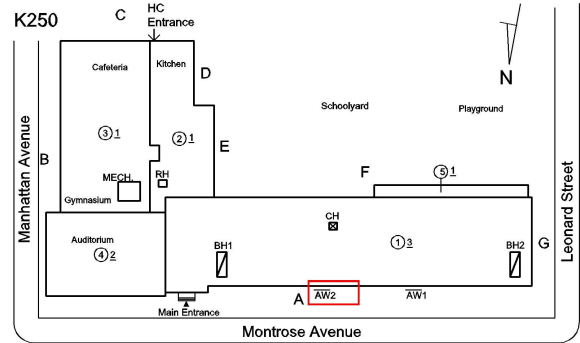 K250
C
HC
Entrance
Cafeteria
Kitchen
D
N
Schoolyard
Playground
Manhattan Avenue
B
3 1
2 1
E
MECH.
RH
F
5 1
Gymnasium
Leonard Street
Auditorium
4 2
CH
1 3
BH1
BH2
G
A
AW2
AW1
Main Entrance
Montrose Avenue